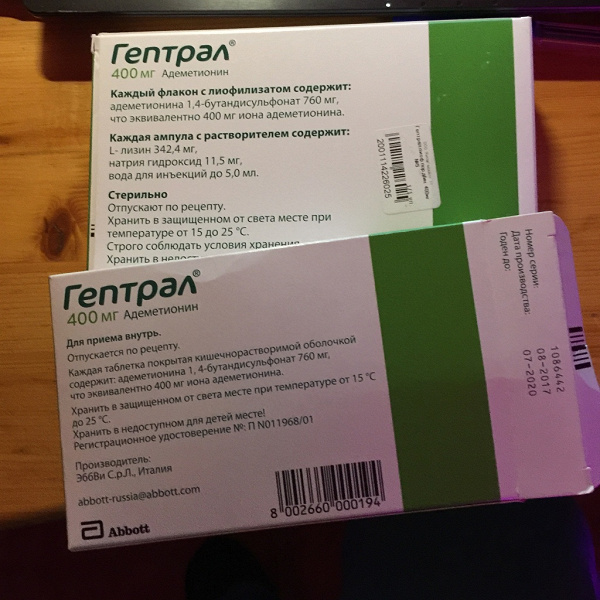 Гептрал®
400 мг Адеметионин
Каждый флакон с лиофилизатом содержит:
адеметионина 1,4-бутандисульфонат 760 мг,
что эквивалентно 400 мг иона адеметионина.
Каждая ампула с растворителем содержит:
L- лизин 342,4 мг,
натрия гидроксид 11,5 мг,
вода для инъекций до 5,0 мл.
Стерильно
Отпускают по рецепту.
Хранить в защищенном от света месте при
температуре от 15 до 25 °C.
Строго соблюдать условия хранения
Хранить в
2001114226025
Гептрал®
400 мг Адеметионин
Для приема внутрь.
Отпускается по рецепту.
Каждая таблетка покрытая кишечнорастворимой оболочкой
содержит: адеметионина 1, 4-бутандисульфонат 760 мг,
что эквивалентно 400 мг иона адеметионина.
Хранить в защищенном от света месте при температуре от 15 °C
до 25 °C.
Хранить в недоступном для детей месте!
Регистрационное удостоверение №: П N011968/01
Производитель:
ЭббВи С.р.Л., Италия
abbott-russia@abbott.com
Abbott
8 002660 000194
Номер серии:
Дата производства:
Годен до:
1086442
08-2017
07-2020